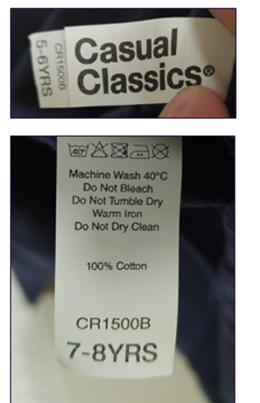 5-6YRS
CR1500B
Casual
Classics®
40°
Machine Wash 40°C
Do Not Bleach
Do Not Tumble Dry
Warm Iron
Do Not Dry Clean
100% Cotton
CR1500B
7-8YRS